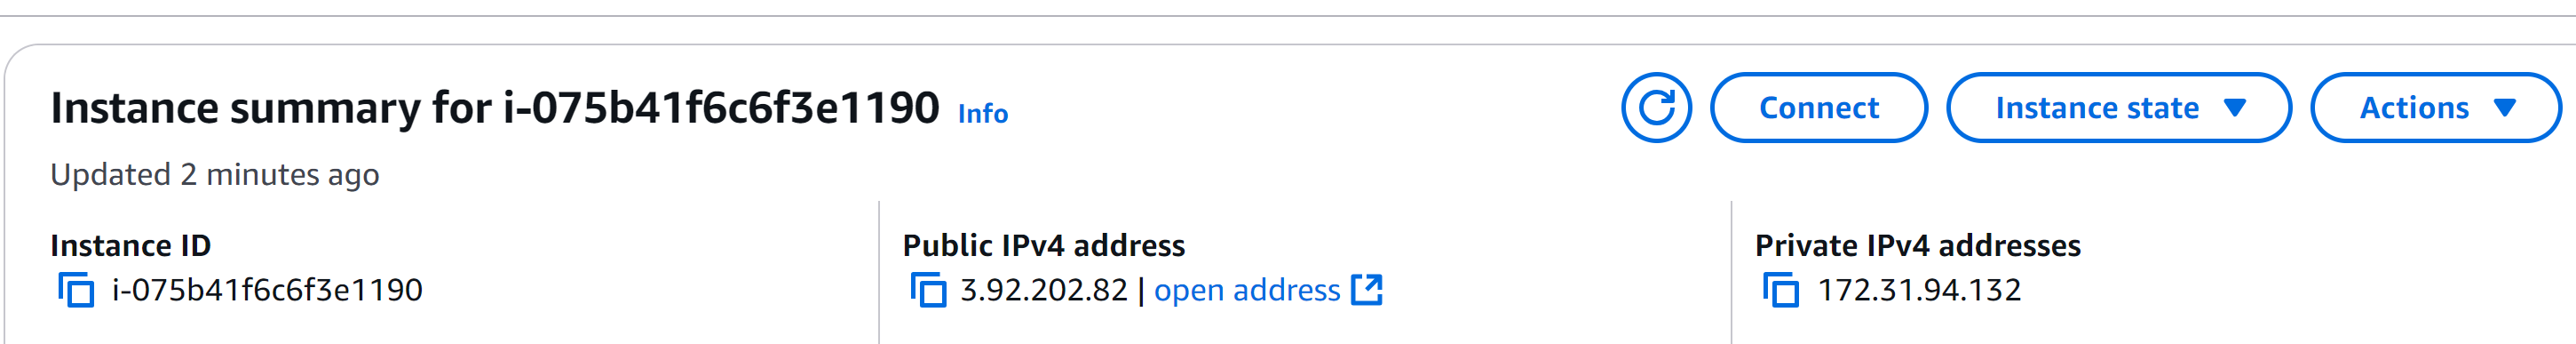 Instance summary for i-075b41f6c6f3e1190 Info
Connect
Instance state
Actions
Updated 2 minutes ago
Instance ID
i-075b41f6c6f3e1190
Public IPv4 address
3.92.202.82 | open address
Private IPv4 addresses
172.31.94.132